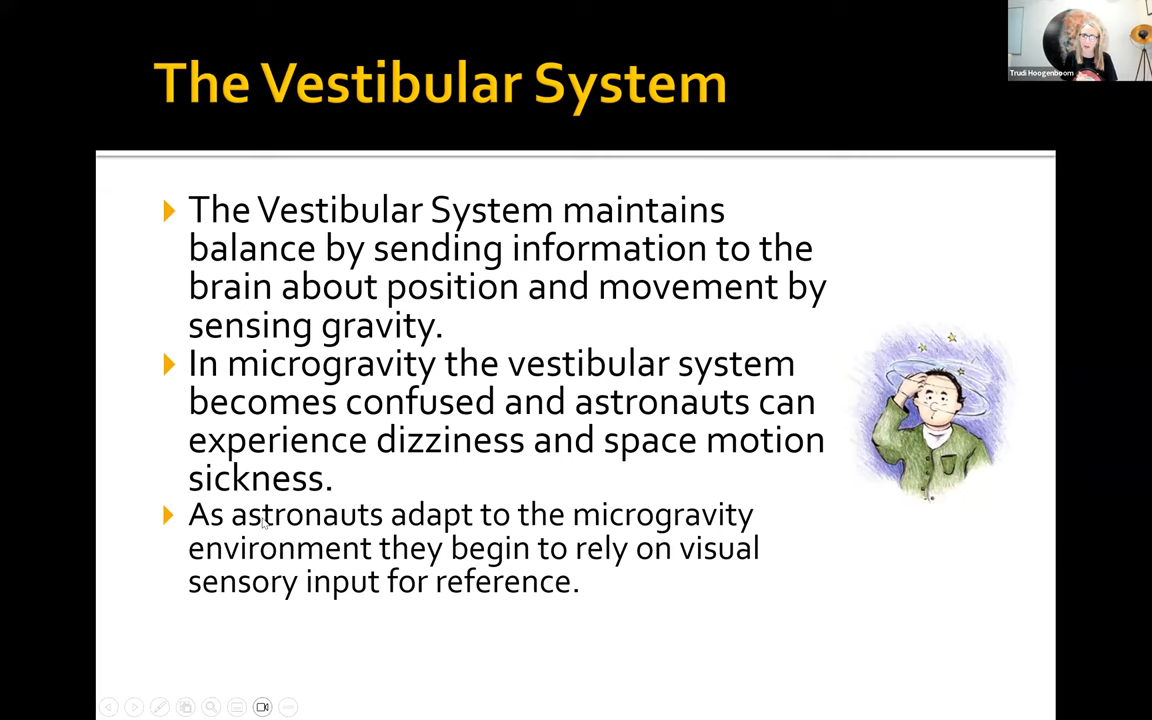 The Vestibular System
Trudi Hoogenboom
The Vestibular System maintains
balance by sending information to the
brain about position and movement by
sensing gravity.
In microgravity the vestibular system
becomes confused and astronauts can
experience dizziness and space motion
sickness.
As astronauts adapt to the microgravity
environment they begin to rely on visual
sensory input for reference.